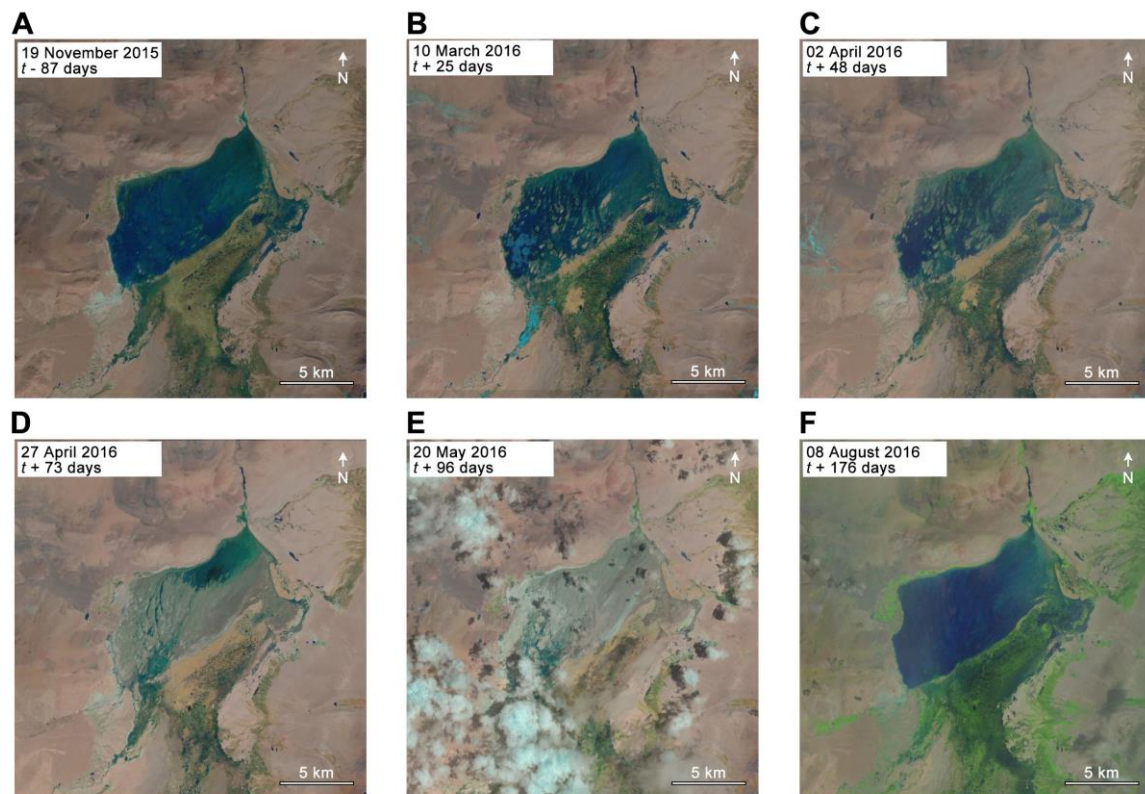 A
19 November 2015
t - 87 days
N
5 km
B
10 March 2016
t + 25 days
N
5 km
C
02 April 2016
t + 48 days
N
5 km
D
27 April 2016
t + 73 days
N
5 km
E
20 May 2016
t + 96 days
N
5 km
F
08 August 2016
t + 176 days
N
5 km